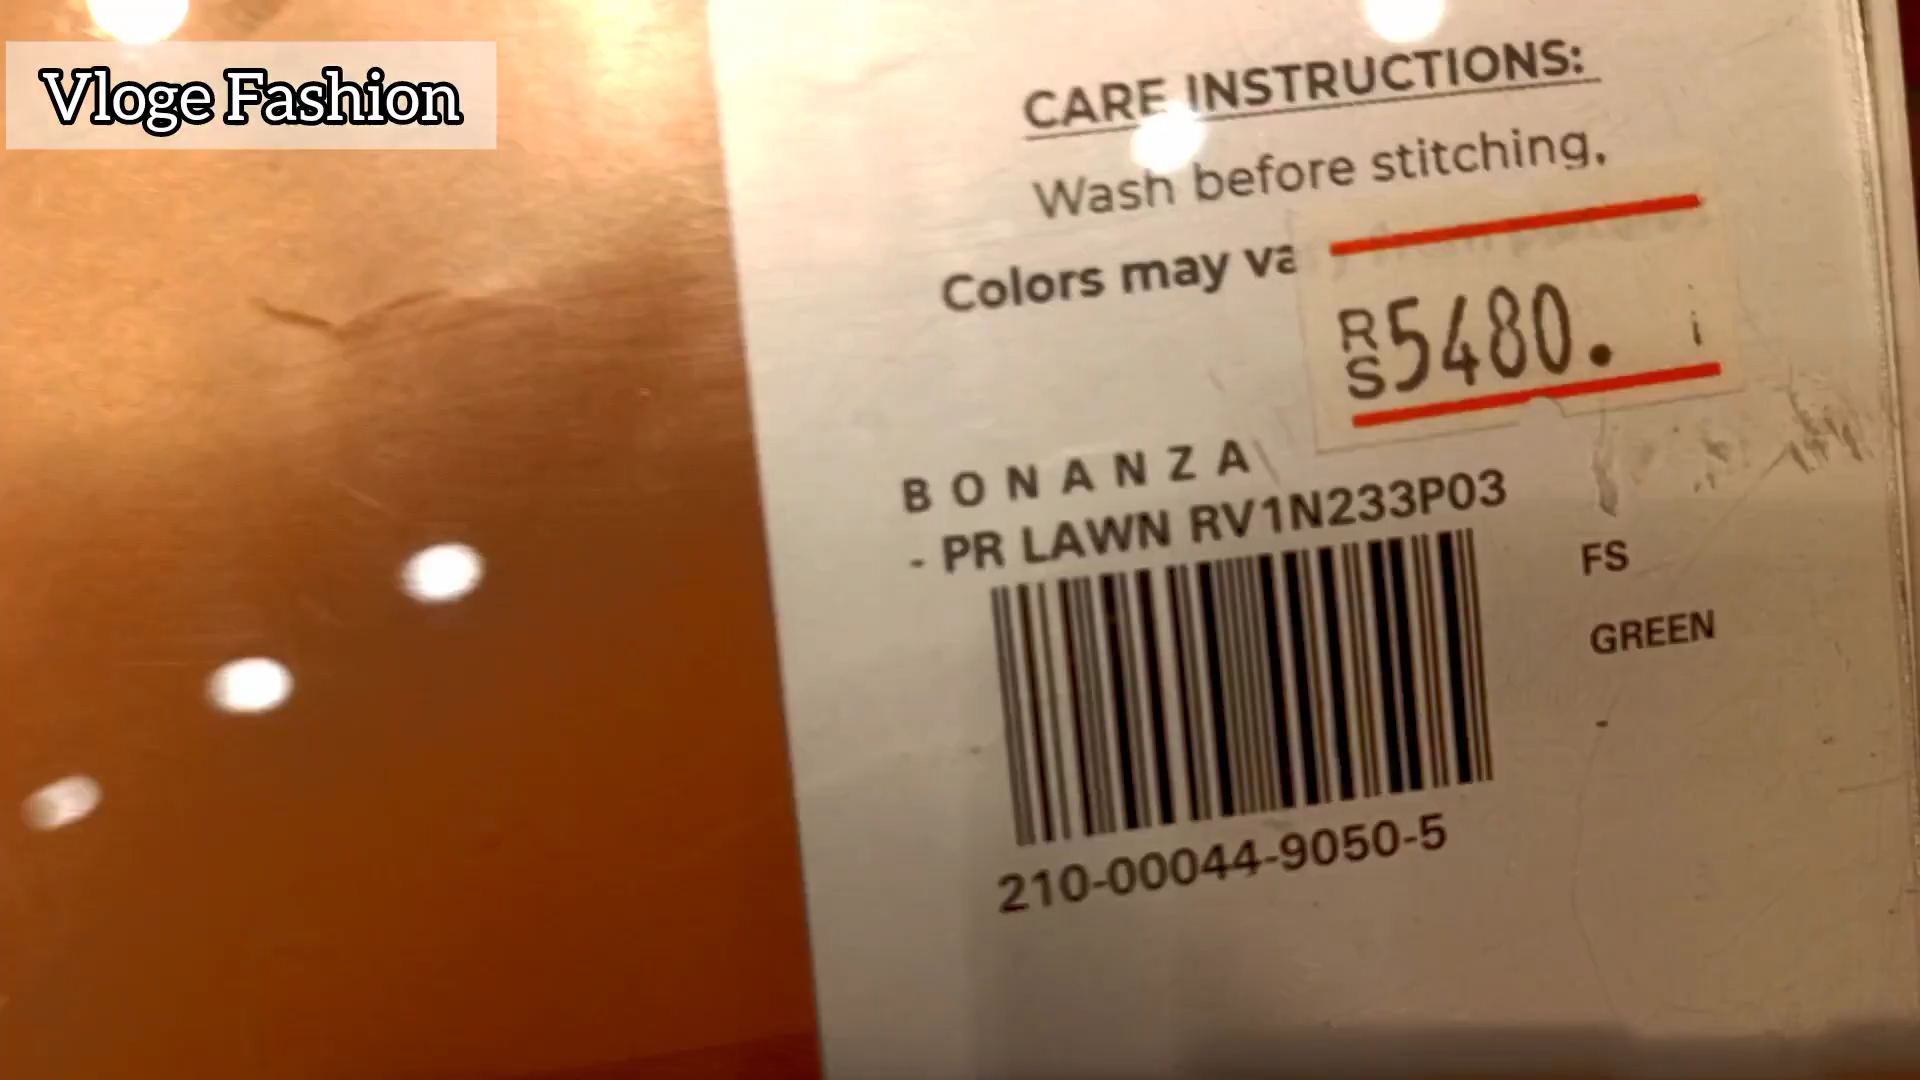 Vloge Fashion
CARE INSTRUCTIONS:
Wash before stitching,
Colors may va
RS 5480.
BONANZA
- PR LAWN RV1N233P03
FS
GREEN
-
210-00044-9050-5